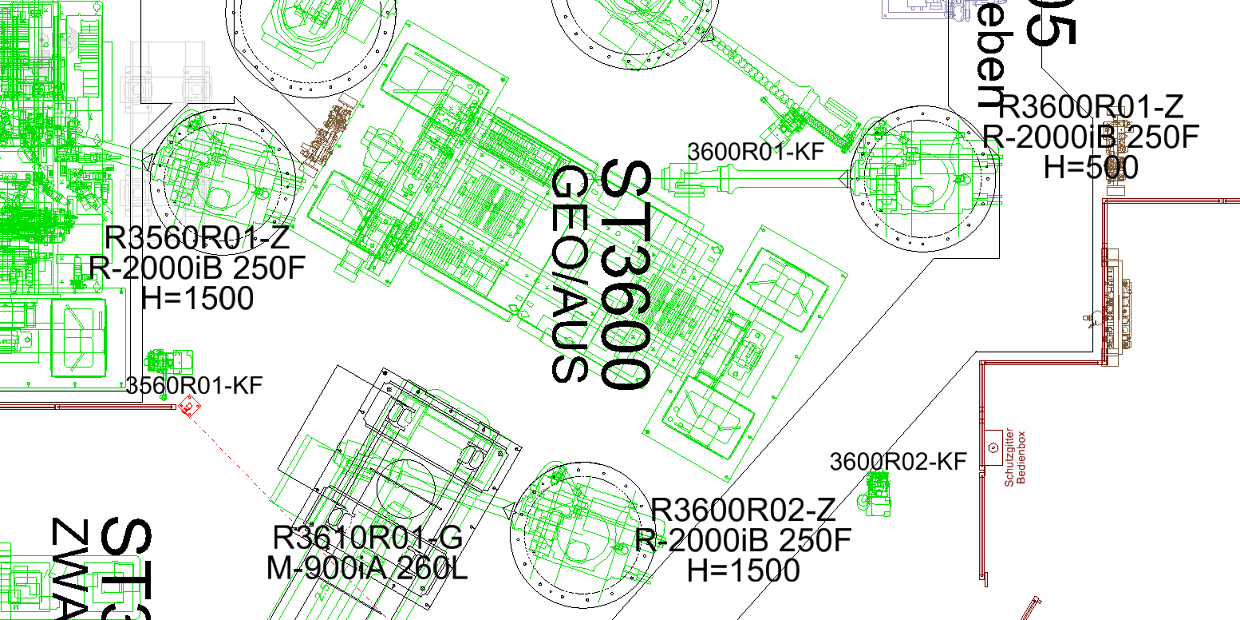 05
eben
R3600R01-Z
R-2000iB 250F
H=500
3600R01-KF
ST3600
GEO/AUS
R3560R01-Z
R-2000iB 250F
H=1500
3560R01-KF
Schutzgitter
Bedienbox
3600R02-KF
R3600R02-Z
R-2000iB 250F
H=1500
R3610R01-G
M-900iA 260L
ST3
ZWA